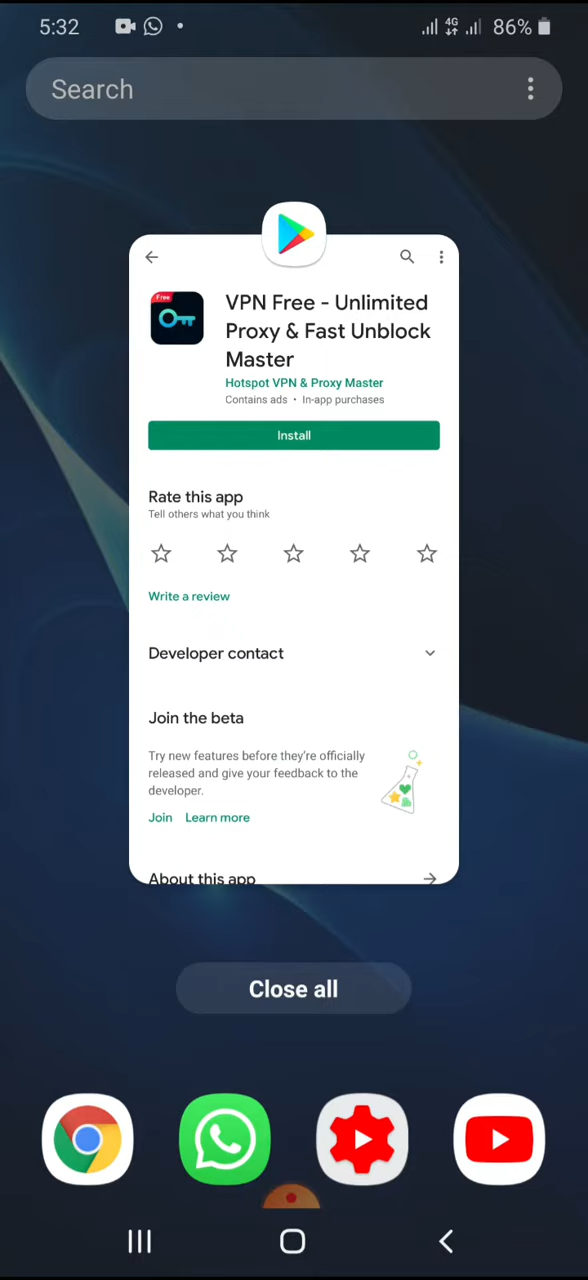 5:32
4G
86%
Search
Free
VPN Free - Unlimited
Proxy & Fast Unblock
Master
Hotspot VPN & Proxy Master
Contains ads • In-app purchases
Install
Rate this app
Tell others what you think
Write a review
Developer contact
Join the beta
Try new features before they're officially
released and give your feedback to the
developer.
Join Learn more
About this app
Close all